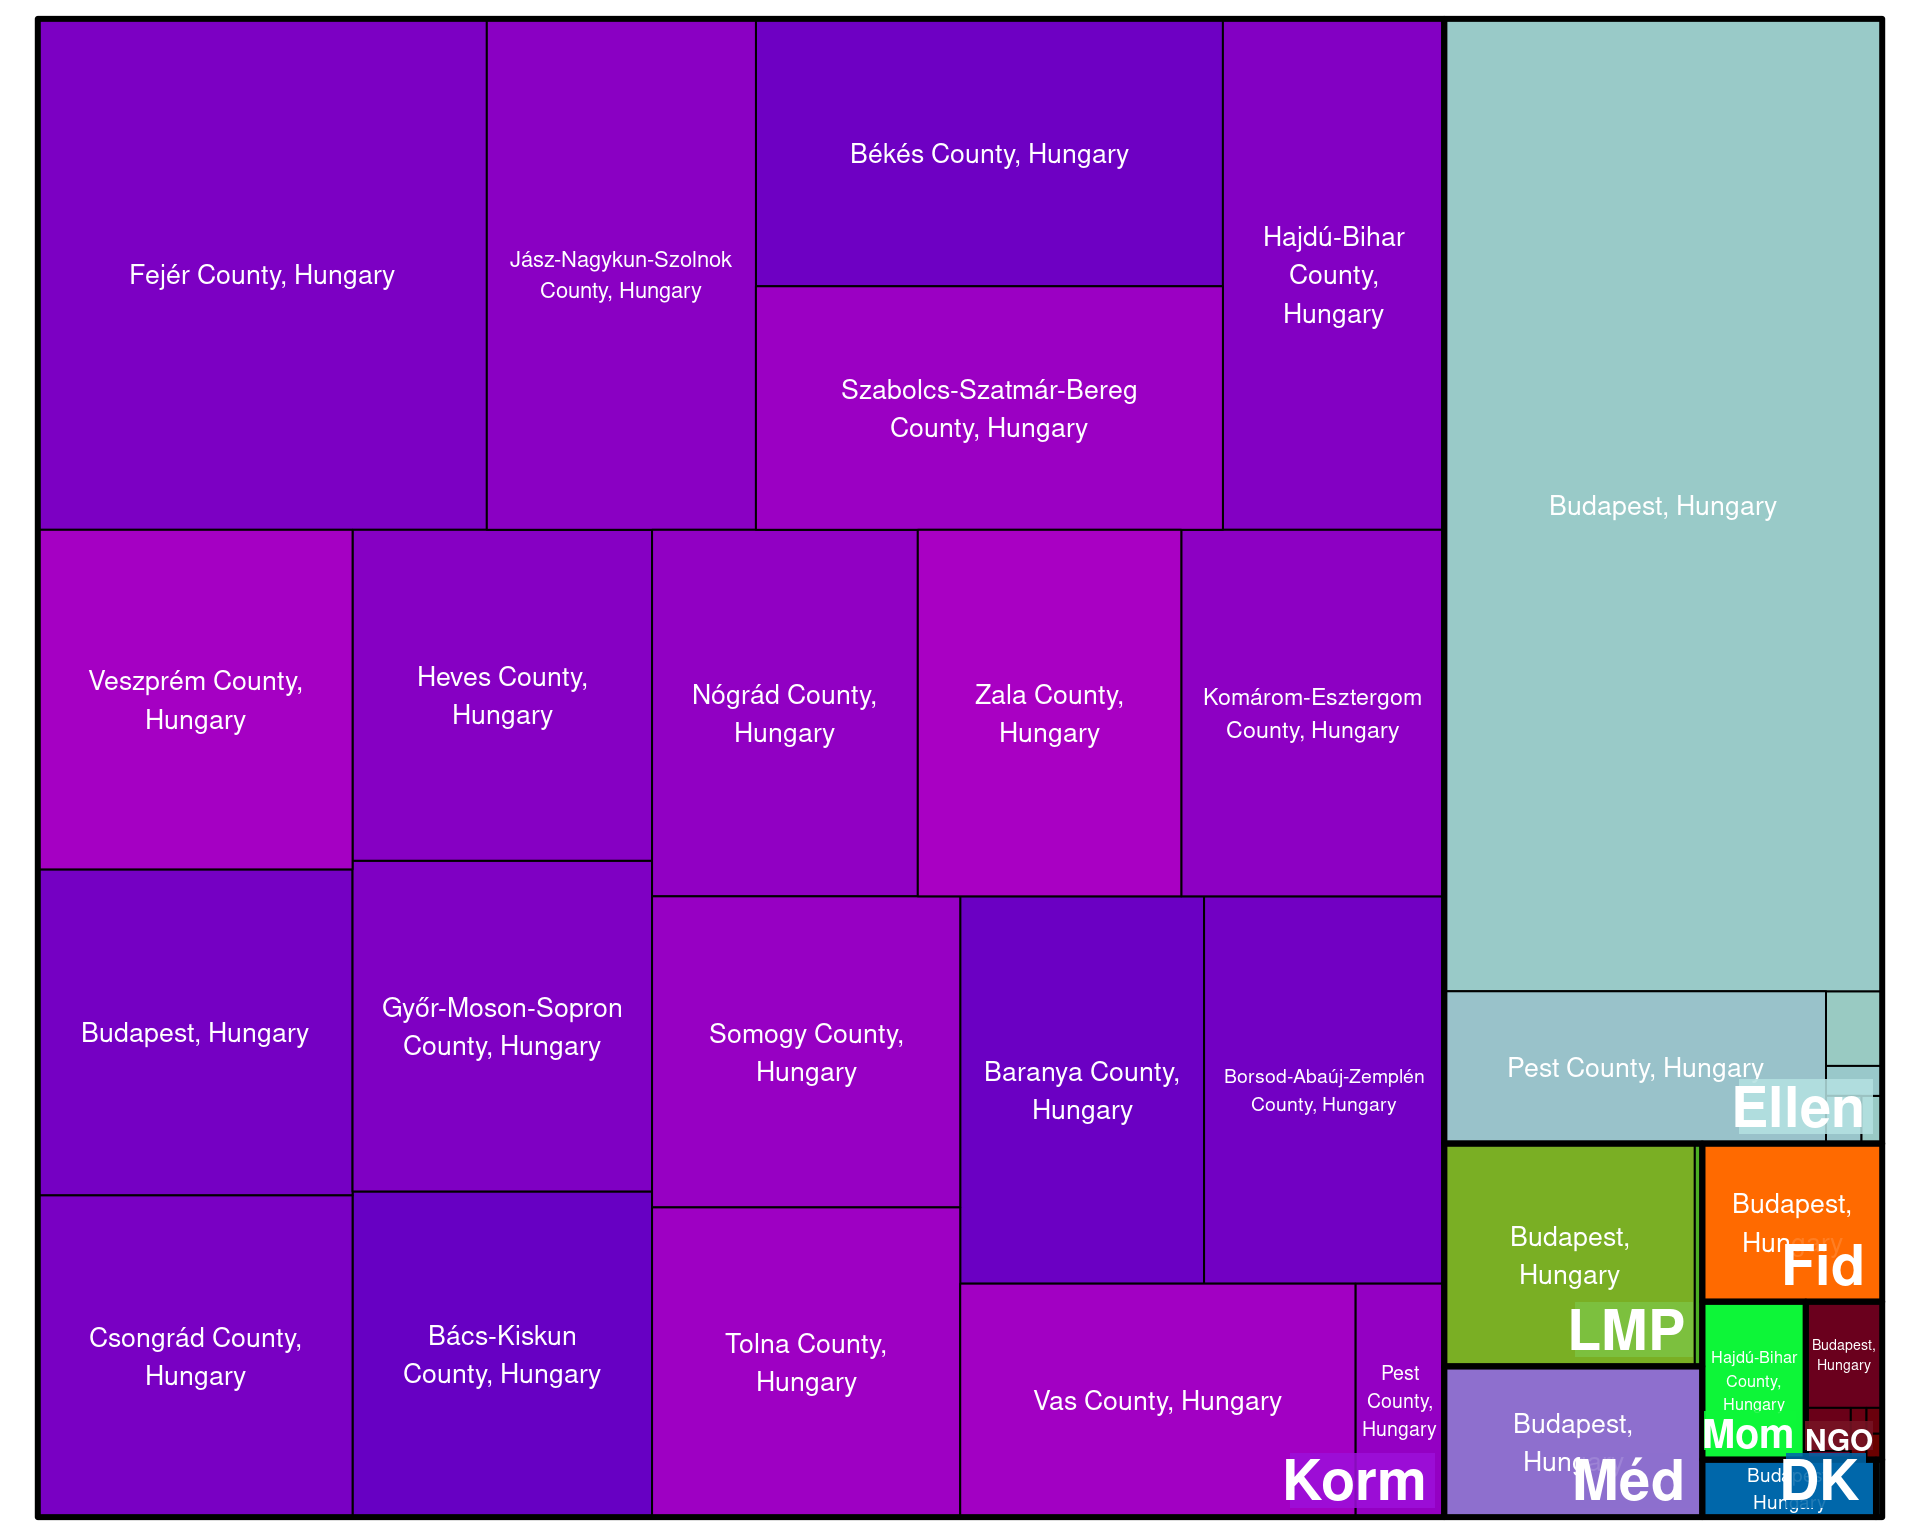 Fejér County, Hungary
Jász-Nagykun-Szolnok
County, Hungary
Békés County, Hungary
Szabolcs-Szatmár-Bereg
County, Hungary
Hajdú-Bihar
County,
Hungary
Veszprém County,
Hungary
Heves County,
Hungary
Nógrád County,
Hungary
Zala County,
Hungary
Komárom-Esztergom
County, Hungary
Budapest, Hungary
Győr-Moson-Sopron
County, Hungary
Somogy County,
Hungary
Baranya County,
Hungary
Borsod-Abaúj-Zemplén
County, Hungary
Csongrád County,
Hungary
Bács-Kiskun
County, Hungary
Tolna County,
Hungary
Vas County, Hungary
Pest
County,
Hungary
Korm
Budapest, Hungary
Pest County, Hungary
Ellen
Budapest,
Hungary
LMP
Budapest,
Hungary
Fid
Budapest,
Hungary
Méd
Hajdú-Bihar
County,
Hungary
Mom
Budapest,
Hungary
NGO
Budapest,
Hungary
DK